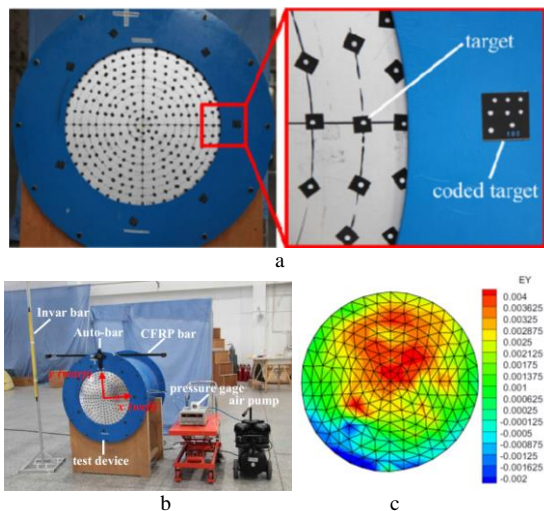 target
coded target
a
Invar bar
Auto-bar
CFRP bar
pressure gage
air pump
test device
b
EY
0.004
0.003625
0.00325
0.002875
0.0025
0.002125
0.00175
0.001375
0.001
0.000625
0.00025
-0.000125
-0.0005
-0.000875
-0.00125
-0.001625
-0.002
c